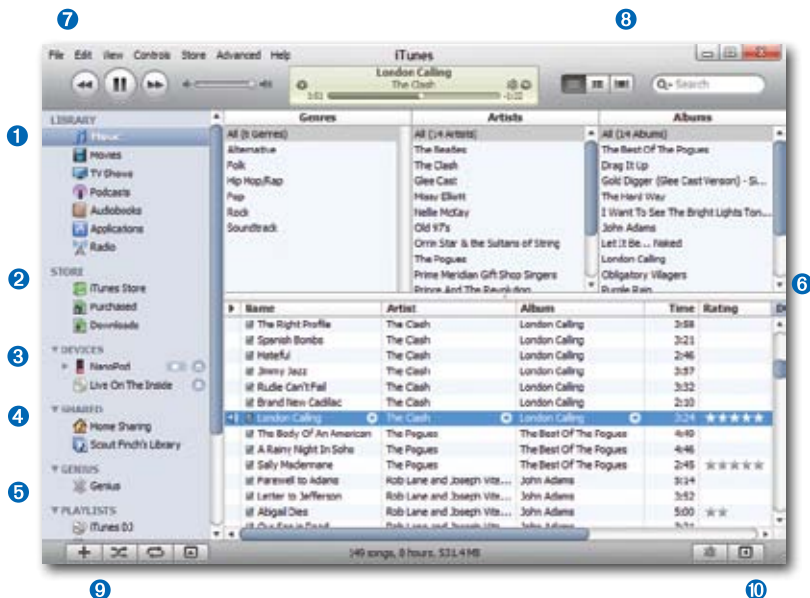 7 8
File Edit View Controls Store Advanced Help iTunes
London Calling
The Clash
3:51 -1:32
Search
1
LIBRARY
Music
Movies
TV Shows
Podcasts
Audiobooks
Applications
Radio
2
STORE
iTunes Store
Purchased
Downloads
3
DEVICES
NanoPod
Live On The Inside
4
SHARED
Home Sharing
Scout Finch's Library
5
GENIUS
Genius
PLAYLISTS
iTunes DJ
Genres
All (6 Genres)
Alternative
Folk
Hip Hop/Rap
Pop
Rock
Soundtrack
Artists
All (14 Artists)
The Beatles
The Clash
Glee Cast
Missy Elliott
Nellie McKay
Old 97's
Orrin Star & the Sultans of String
The Pogues
Prime Meridian Gift Shop Singers
Prince And The Revolution
Albums
All (14 Albums)
The Best Of The Pogues
Drag It Up
Gold Digger (Glee Cast Version) - Si...
The Hard Way
I Want To See The Bright Lights Ton...
John Adams
Let It Be... Naked
London Calling
Obligatory Villagers
Purple Rain
6
Name Artist Album Time Rating
The Right Profile The Clash London Calling 3:58
Spanish Bombs The Clash London Calling 3:21
Hateful The Clash London Calling 2:46
Jimmy Jazz The Clash London Calling 3:57
Rudie Can't Fail The Clash London Calling 3:32
Brand New Cadillac The Clash London Calling 2:10
London Calling The Clash London Calling 3:24 ★★★★★
The Body Of An American The Pogues The Best Of The Pogues 4:49
A Rainy Night In Soho The Pogues The Best Of The Pogues 4:46
Sally Maclennane The Pogues The Best Of The Pogues 2:45 ★★★★★
Farewell to Adams Rob Lane and Joseph Vita... John Adams 5:14
Letter to Jefferson Rob Lane and Joseph Vita... John Adams 3:52
Abigail Dies Rob Lane and Joseph Vita... John Adams 5:00 ★★
149 songs, 8 hours, 531.4 MB
9 10